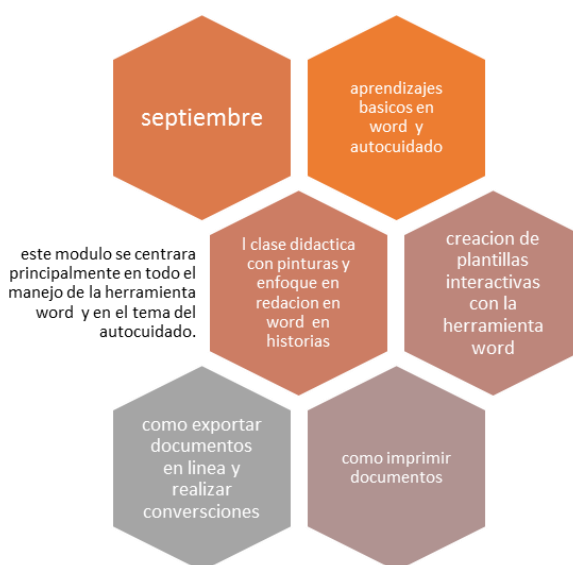 septiembre
aprendizajes
basicos en
word y
autocuidado
este modulo se centrara
principalmente en todo el
manejo de la herramienta
word y en el tema del
autocuidado.
l clase didactica
con pinturas y
enfoque en
redacion en
word en
historias
creacion de
plantillas
interactivas
con la
herramienta
word
como exportar
documentos
en linea y
realizar
conversciones
como imprimir
documentos